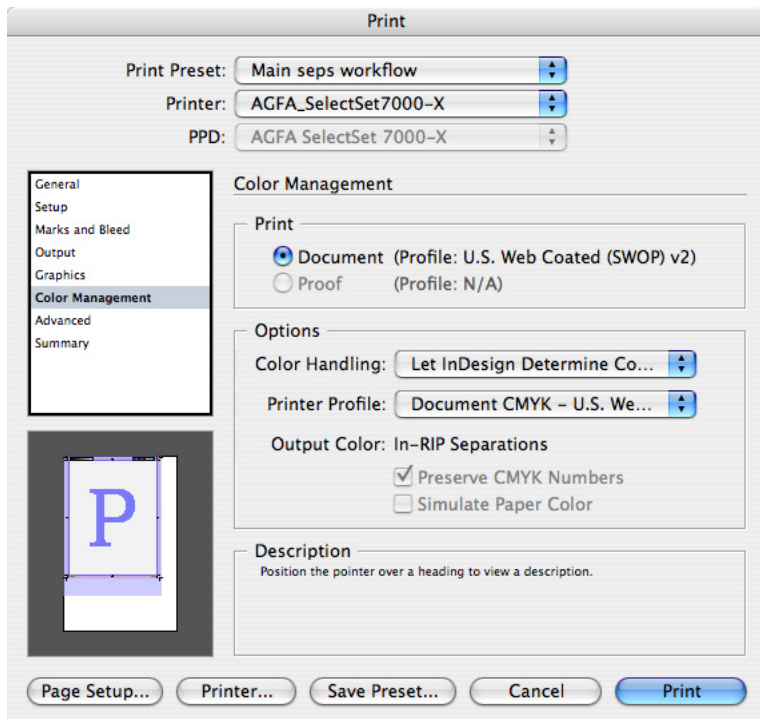 Print
Print Preset: Main seps workflow
Printer: AGFA_SelectSet7000-X
PPD: AGFA SelectSet 7000-X
General
Setup
Marks and Bleed
Output
Graphics
Color Management
Advanced
Summary
Color Management
Print
Document (Profile: U.S. Web Coated (SWOP) v2)
Proof (Profile: N/A)
Options
Color Handling: Let InDesign Determine Co...
Printer Profile: Document CMYK - U.S. We...
Output Color: In-RIP Separations
Preserve CMYK Numbers
Simulate Paper Color
P
Description
Position the pointer over a heading to view a description.
Page Setup... Printer... Save Preset... Cancel Print